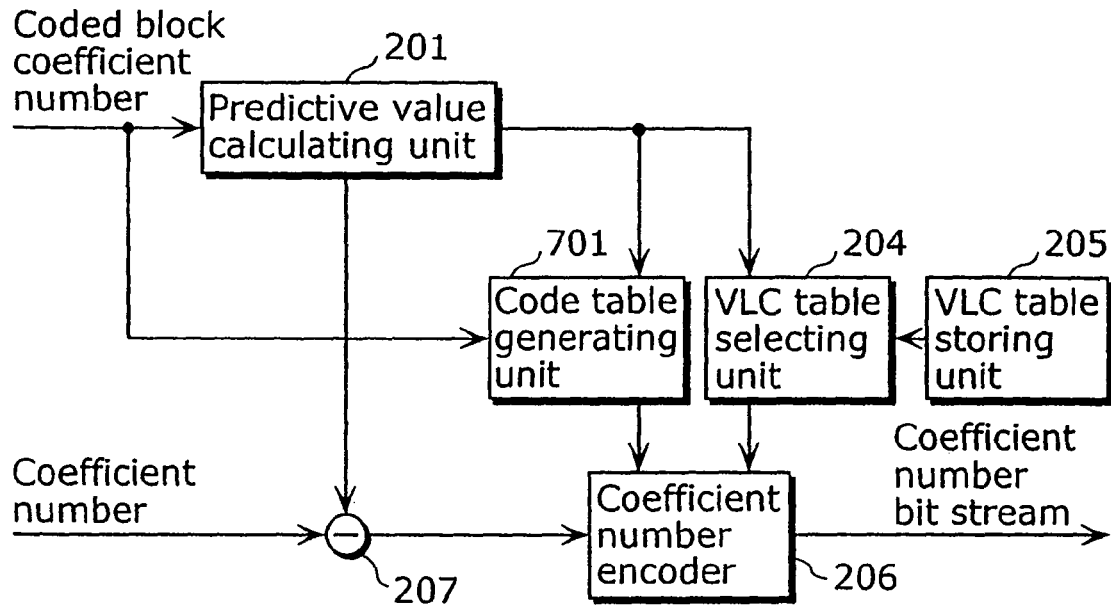 Coded block
coefficient
number
201
Predictive value
calculating unit
701
204
205
Code table
generating
unit
VLC table
selecting
unit
VLC table
storing
unit
Coefficient
number
Coefficient
number
encoder
Coefficient
number
bit stream
207
206